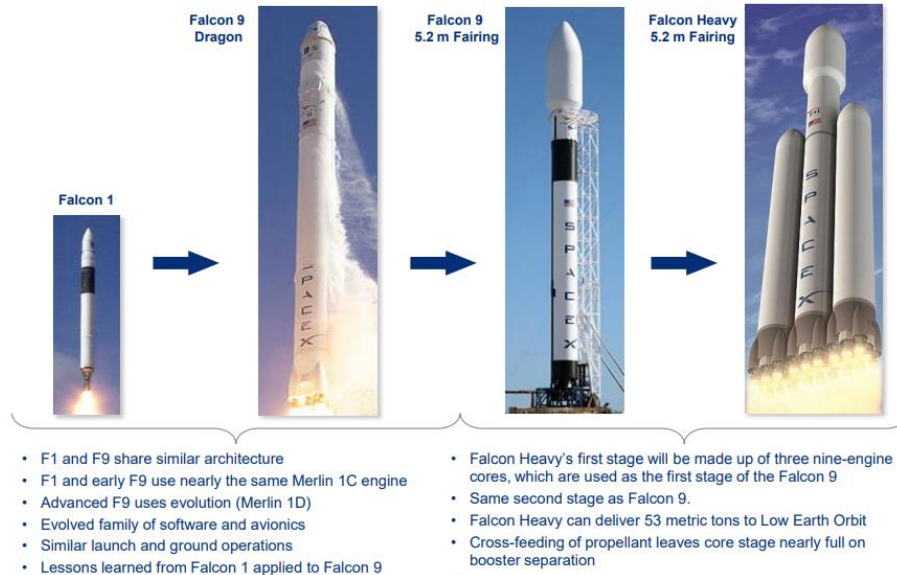 Falcon 9
Dragon
Falcon 9
5.2 m Fairing
Falcon Heavy
5.2 m Fairing
Falcon 1
SPACEX
SPACEX
SPACEX
• F1 and F9 share similar architecture
• F1 and early F9 use nearly the same Merlin 1C engine
• Advanced F9 uses evolution (Merlin 1D)
• Evolved family of software and avionics
• Similar launch and ground operations
• Lessons learned from Falcon 1 applied to Falcon 9
• Falcon Heavy's first stage will be made up of three nine-engine
cores, which are used as the first stage of the Falcon 9
• Same second stage as Falcon 9.
• Falcon Heavy can deliver 53 metric tons to Low Earth Orbit
• Cross-feeding of propellant leaves core stage nearly full on
booster separation